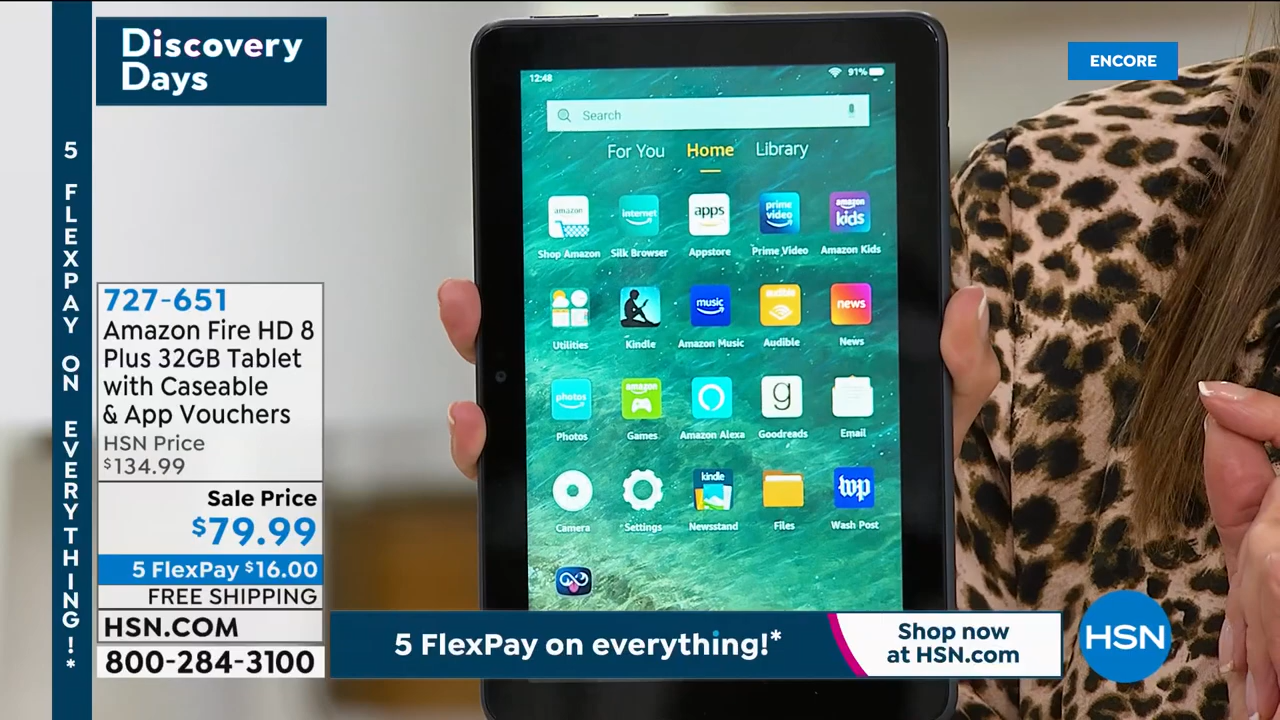 Discovery
Days
ENCORE
5 FLEXPAY ON EVERYTHING!*
727-651
Amazon Fire HD 8
Plus 32GB Tablet
with Caseable
& App Vouchers
HSN Price
$134.99
Sale Price
$79.99
5 FlexPay $16.00
FREE SHIPPING
HSN.COM
800-284-3100
12:48
91%
Search
For You Home Library
amazon
internet
apps
prime video
amazon kids
Shop Amazon Silk Browser Appstore Prime Video Amazon Kids
music
audible
news
Utilities Kindle Amazon Music Audible News
photos
amazon
g
Photos Games Amazon Alexa Goodreads Email
kindle
wp
Camera Settings Newsstand Files Wash Post
5 FlexPay on everything!*
Shop now
at HSN.com
HSN